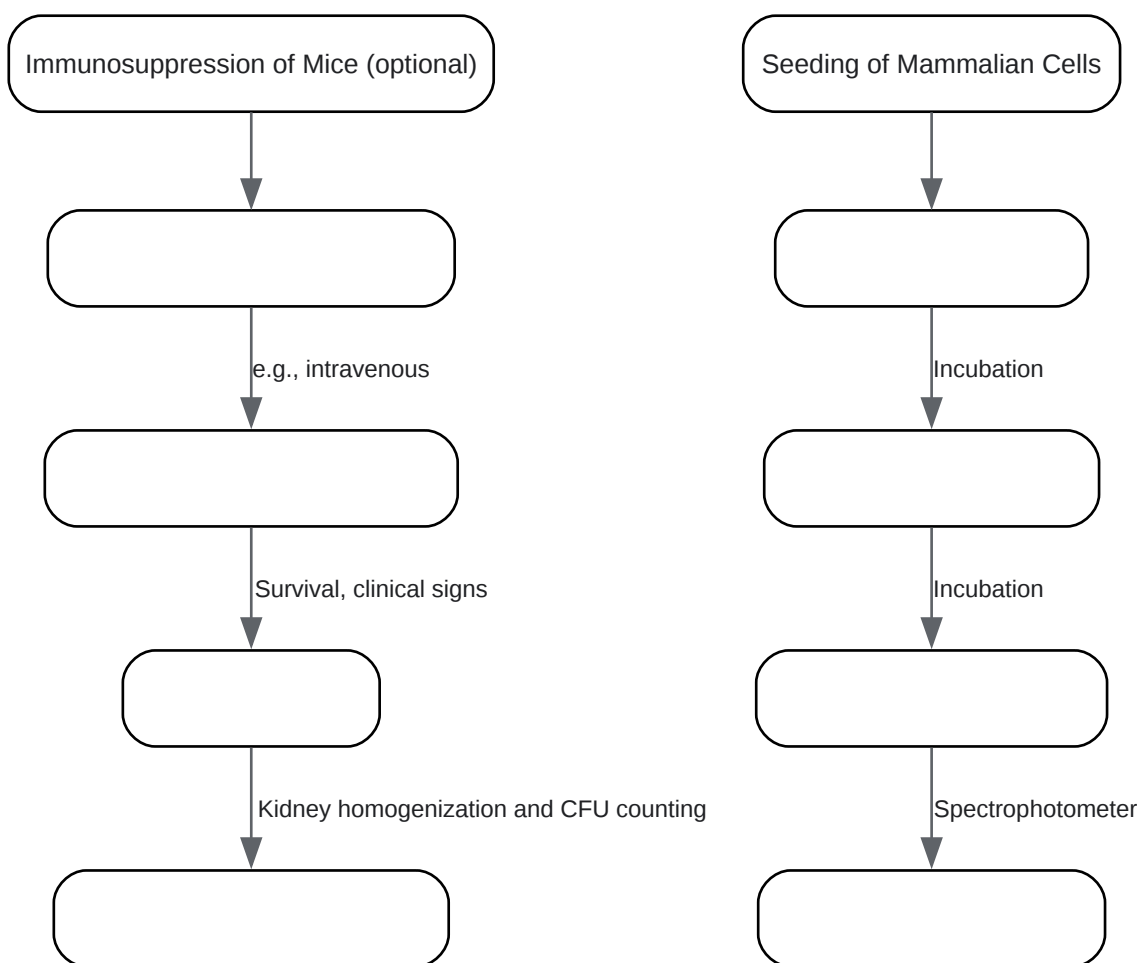 Immunosuppression of Mice (optional)
Seeding of Mammalian Cells
e.g., intravenous
Incubation
Survival, clinical signs
Incubation
Kidney homogenization and CFU counting
Spectrophotometer